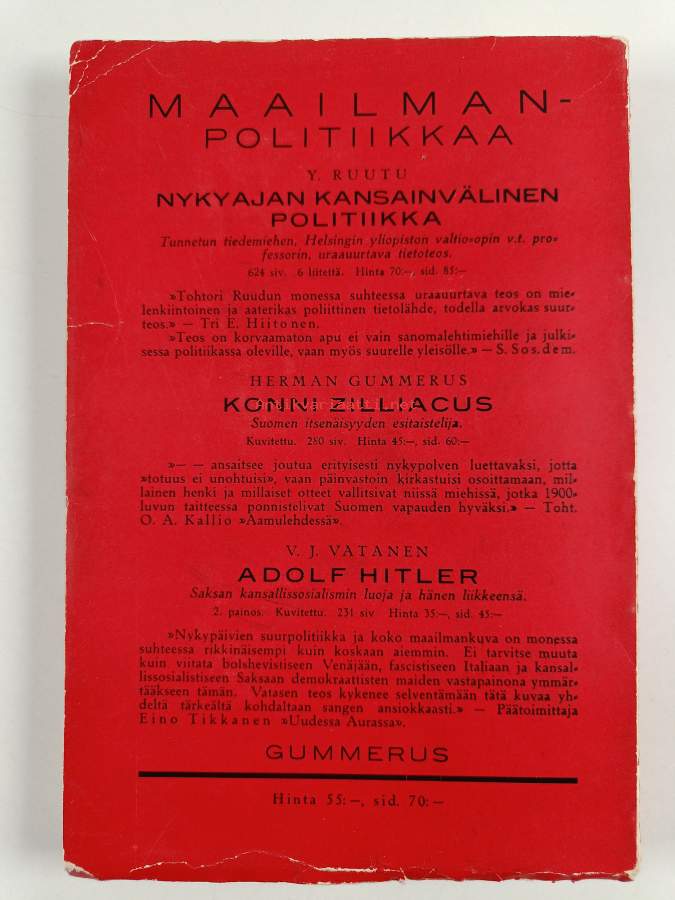 MAAILMAN-
POLITIIKKAA
Y. RUUTU
NYKYAJAN KANSAINVÄLINEN
POLITIIKKA
Tunnetun tiedemiehen, Helsingin yliopiston valtio-opin v.t. pro-
fessorin, uraauurtava tietoteos.
624 siv. 6 liitettä. Hinta 70:—, sid. 85:—
»Tohtori Ruudun monessa suhteessa uraauurtava teos on mie-
lenkiintoinen ja aaterikas poliittinen tietolähde, todella arvokas suur-
teos.» — Tri E. Hiitonen.
»Teos on korvaamaton apu ei vain sanomalehtimiehille ja julki-
sessa politiikassa oleville, vaan myös suurelle yleisölle.» — S. Sos.dem.
HERMAN GUMMERUS
KONNI ZILLIACUS
Suomen itsenäisyyden esitaistelija.
Kuvitettu. 280 siv. Hinta 45:—, sid. 60:—
»— — ansaitsee joutua erityisesti nykypolven luettavaksi, jotta
»totuus ei unohtuisi», vaan päinvastoin kirkastuisi osoittamaan, mil-
lainen henki ja millaiset otteet vallitsivat niissä miehissä, jotka 1900-
luvun taitteessa ponnistelivat Suomen vapauden hyväksi.» — Toht.
O. A. Kallio »Aamulehdessä».
V. J. VATANEN
ADOLF HITLER
Saksan kansallissosialismin luoja ja hänen liikkeensä.
2. painos. Kuvitettu. 231 siv Hinta 35:—, sid. 45:—
»Nykypäivien suurpolitiikka ja koko maailmankuva on monessa
suhteessa rikkinäisempi kuin koskaan aiemmin. Ei tarvitse muuta
kuin viitata bolshevistiseen Venäjään, fascistiseen Italiaan ja kansal-
lissosialistiseen Saksaan demokraattisten maiden vastapainona ymmär-
tääkseen tämän. Vatasen teos kykenee selventämään tätä kuvaa yh-
deltä tärkeältä kohdaltaan sangen ansiokkaasti.» — Päätoimittaja
Eino Tikkanen »Uudessa Aurassa».
GUMMERUS
Hinta 55:—, sid. 70:—